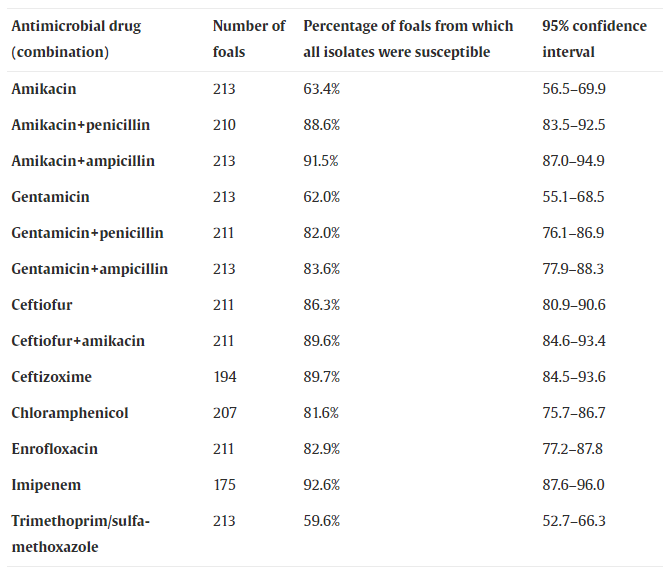 Antimicrobial drug Number of Percentage of foals from which 95% confidence
(combination) foals all isolates were susceptible interval
Amikacin 213 63.4% 56.5–69.9
Amikacin+penicillin 210 88.6% 83.5–92.5
Amikacin+ampicillin 213 91.5% 87.0–94.9
Gentamicin 213 62.0% 55.1–68.5
Gentamicin+penicillin 211 82.0% 76.1–86.9
Gentamicin+ampicillin 213 83.6% 77.9–88.3
Ceftiofur 211 86.3% 80.9–90.6
Ceftiofur+amikacin 211 89.6% 84.6–93.4
Ceftizoxime 194 89.7% 84.5–93.6
Chloramphenicol 207 81.6% 75.7–86.7
Enrofloxacin 211 82.9% 77.2–87.8
Imipenem 175 92.6% 87.6–96.0
Trimethoprim/sulfa- 213 59.6% 52.7–66.3
methoxazole